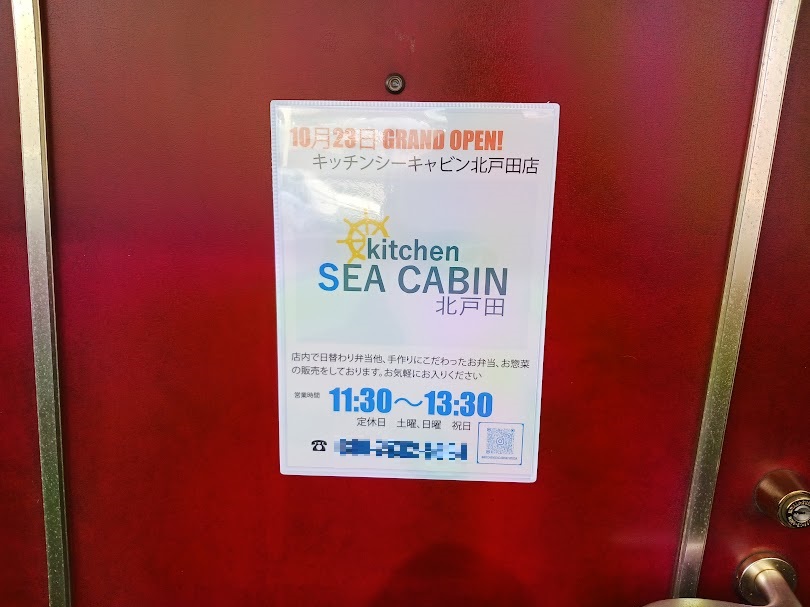 10月23日 GRAND OPEN!
キッチンシーキャビン北戸田店
kitchen
SEA CABIN
北戸田
店内で日替わり弁当他、手作りにこだわったお弁当、お惣菜
の販売をしております。お気軽にお入りください
営業時間 11:30〜13:30
定休日 土曜、日曜 祝日
☎